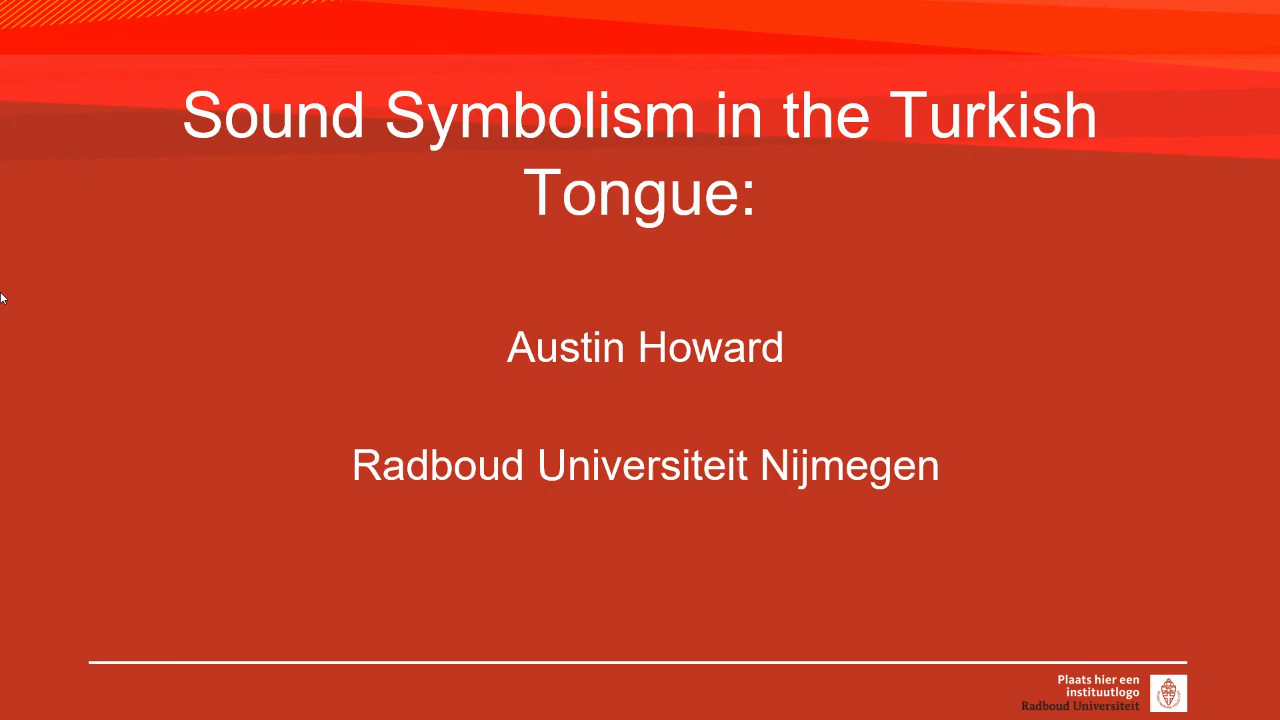 Sound Symbolism in the Turkish
Tongue:
Austin Howard
Radboud Universiteit Nijmegen
Plaats hier een
instituutlogo
Radboud Universiteit